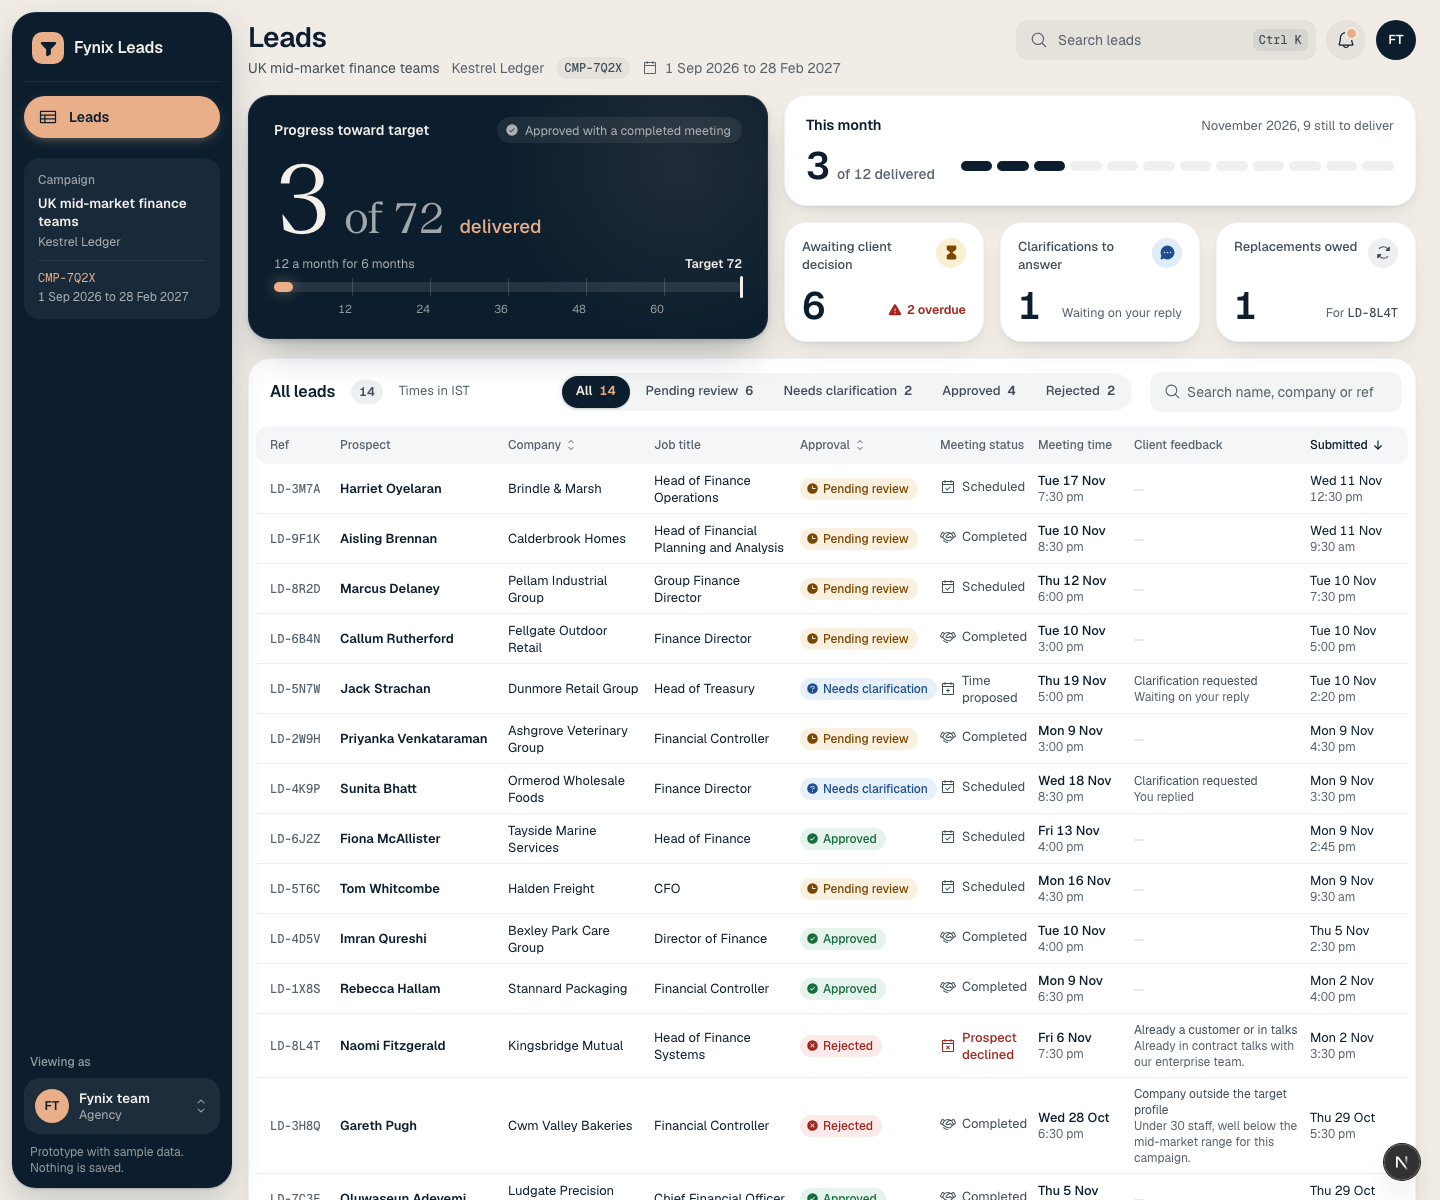 Fynix Leads
Leads
Campaign
UK mid-market finance
teams
Kestrel Ledger
CMP-7Q2X
1 Sep 2026 to 28 Feb 2027
Viewing as
FT
Fynix team
Agency
Prototype with sample data.
Nothing is saved.
Leads
UK mid-market finance teams Kestrel Ledger CMP-7Q2X 1 Sep 2026 to 28 Feb 2027
Search leads Ctrl K
FT
Progress toward target
Approved with a completed meeting
3 of 72 delivered
12 a month for 6 months
Target 72
12 24 36 48 60
This month
November 2026, 9 still to deliver
3 of 12 delivered
Awaiting client
decision
6
2 overdue
Clarifications to
answer
1
Waiting on your reply
Replacements owed
1
For LD-8L4T
All leads 14 Times in IST
All 14 Pending review 6 Needs clarification 2 Approved 4 Rejected 2
Search name, company or ref
Ref Prospect Company Job title Approval Meeting status Meeting time Client feedback Submitted
LD-3M7A Harriet Oyelaran Brindle & Marsh Head of Finance Pending review Scheduled Tue 17 Nov — Wed 11 Nov
Operations 7:30 pm 12:30 pm
LD-9F1K Aisling Brennan Calderbrook Homes Head of Financial Pending review Completed Tue 10 Nov — Wed 11 Nov
Planning and Analysis 8:30 pm 9:30 am
LD-8R2D Marcus Delaney Pellam Industrial Group Finance Pending review Scheduled Thu 12 Nov — Tue 10 Nov
Group Director 6:00 pm 7:30 pm
LD-6B4N Callum Rutherford Fellgate Outdoor Finance Director Pending review Completed Tue 10 Nov — Tue 10 Nov
Retail 3:00 pm 5:00 pm
LD-5N7W Jack Strachan Dunmore Retail Group Head of Treasury Needs clarification Time Thu 19 Nov Clarification requested Tue 10 Nov
proposed 5:00 pm Waiting on your reply 2:20 pm
LD-2W9H Priyanka Venkataraman Ashgrove Veterinary Financial Controller Pending review Completed Mon 9 Nov — Mon 9 Nov
Group 3:00 pm 4:30 pm
LD-4K9P Sunita Bhatt Ormerod Wholesale Finance Director Needs clarification Scheduled Wed 18 Nov Clarification requested Mon 9 Nov
Foods 8:30 pm You replied 3:30 pm
LD-6J2Z Fiona McAllister Tayside Marine Head of Finance Approved Scheduled Fri 13 Nov — Mon 9 Nov
Services 4:00 pm 2:45 pm
LD-5T6C Tom Whitcombe Halden Freight CFO Pending review Scheduled Mon 16 Nov — Mon 9 Nov
4:30 pm 9:30 am
LD-4D5V Imran Qureshi Bexley Park Care Director of Finance Approved Completed Tue 10 Nov — Thu 5 Nov
Group 4:00 pm 2:30 pm
LD-1X8S Rebecca Hallam Stannard Packaging Financial Controller Approved Completed Mon 9 Nov — Mon 2 Nov
6:30 pm 4:00 pm
LD-8L4T Naomi Fitzgerald Kingsbridge Mutual Head of Finance Rejected Prospect Fri 6 Nov Already a customer or in talks Mon 2 Nov
Systems declined 7:30 pm Already in contract talks with 3:30 pm
our enterprise team.
LD-3H8Q Gareth Pugh Cwm Valley Bakeries Financial Controller Rejected Completed Wed 28 Oct Company outside the target Thu 29 Oct
6:30 pm profile 5:30 pm
Under 30 staff, well below the
mid-market range for this
campaign.
Ludgate Precision Approved Completed Thu 5 Nov Thu 29 Oct
Oluwaseun Adeyemi Chief Financial Officer
N